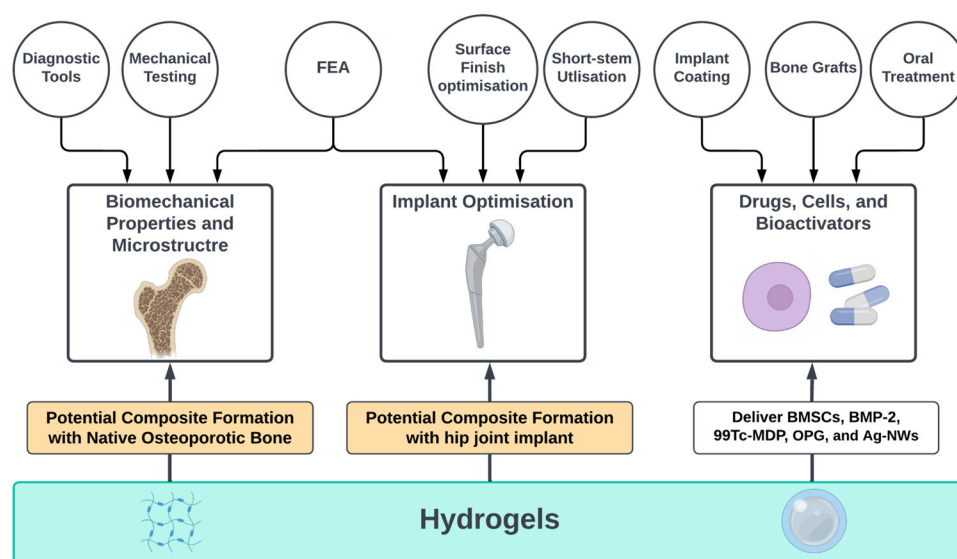 Diagnostic
Tools
Mechanical
Testing
FEA
Surface
Finish
optimisation
Short-stem
Utlisation
Implant
Coating
Bone Grafts
Oral
Treatment
Biomechanical
Properties and
Microstructre
Implant Optimisation
Drugs, Cells, and
Bioactivators
Potential Composite Formation
with Native Osteoporotic Bone
Potential Composite Formation
with hip joint implant
Deliver BMSCs, BMP-2,
99Tc-MDP, OPG, and Ag-NWs
Hydrogels